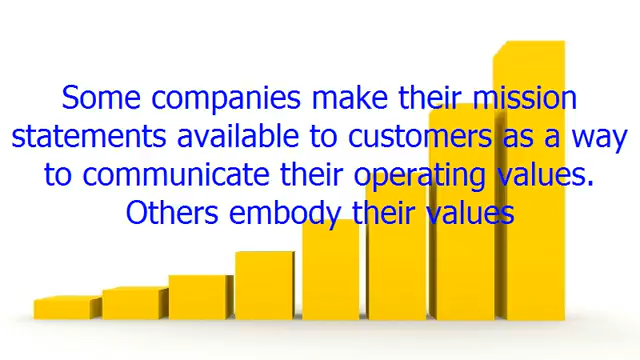 Some companies make their mission
statements available to customers as a way
to communicate their operating values.
Others embody their values